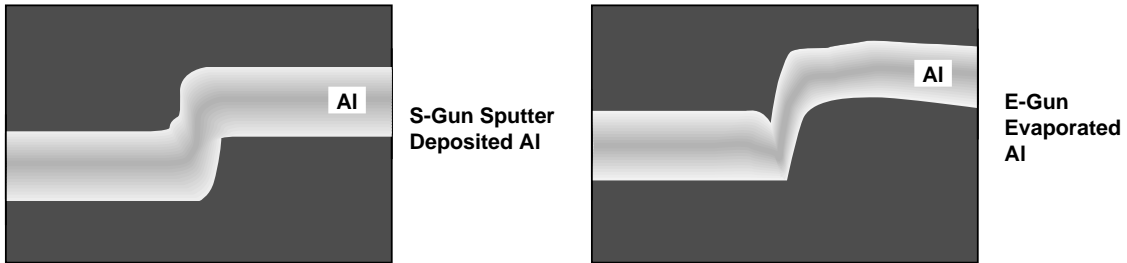 Al
S-Gun Sputter
Deposited Al
Al
E-Gun
Evaporated
Al